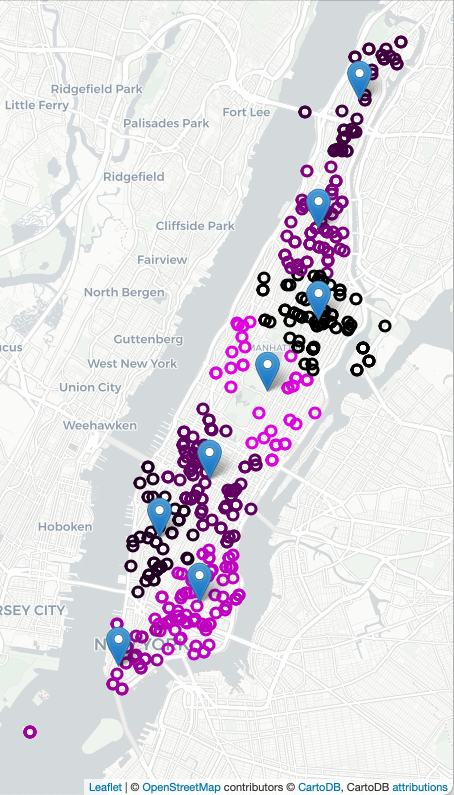 Ridgefield Park
Little Ferry
Fort Lee
Palisades Park
Ridgefield
Cliffside Park
Fairview
North Bergen
Guttenberg
cus
MANHAT
West New York
Union City
Weehawken
Hoboken
RSEY CITY
Leaflet | © OpenStreetMap contributors © CartoDB, CartoDB attributions